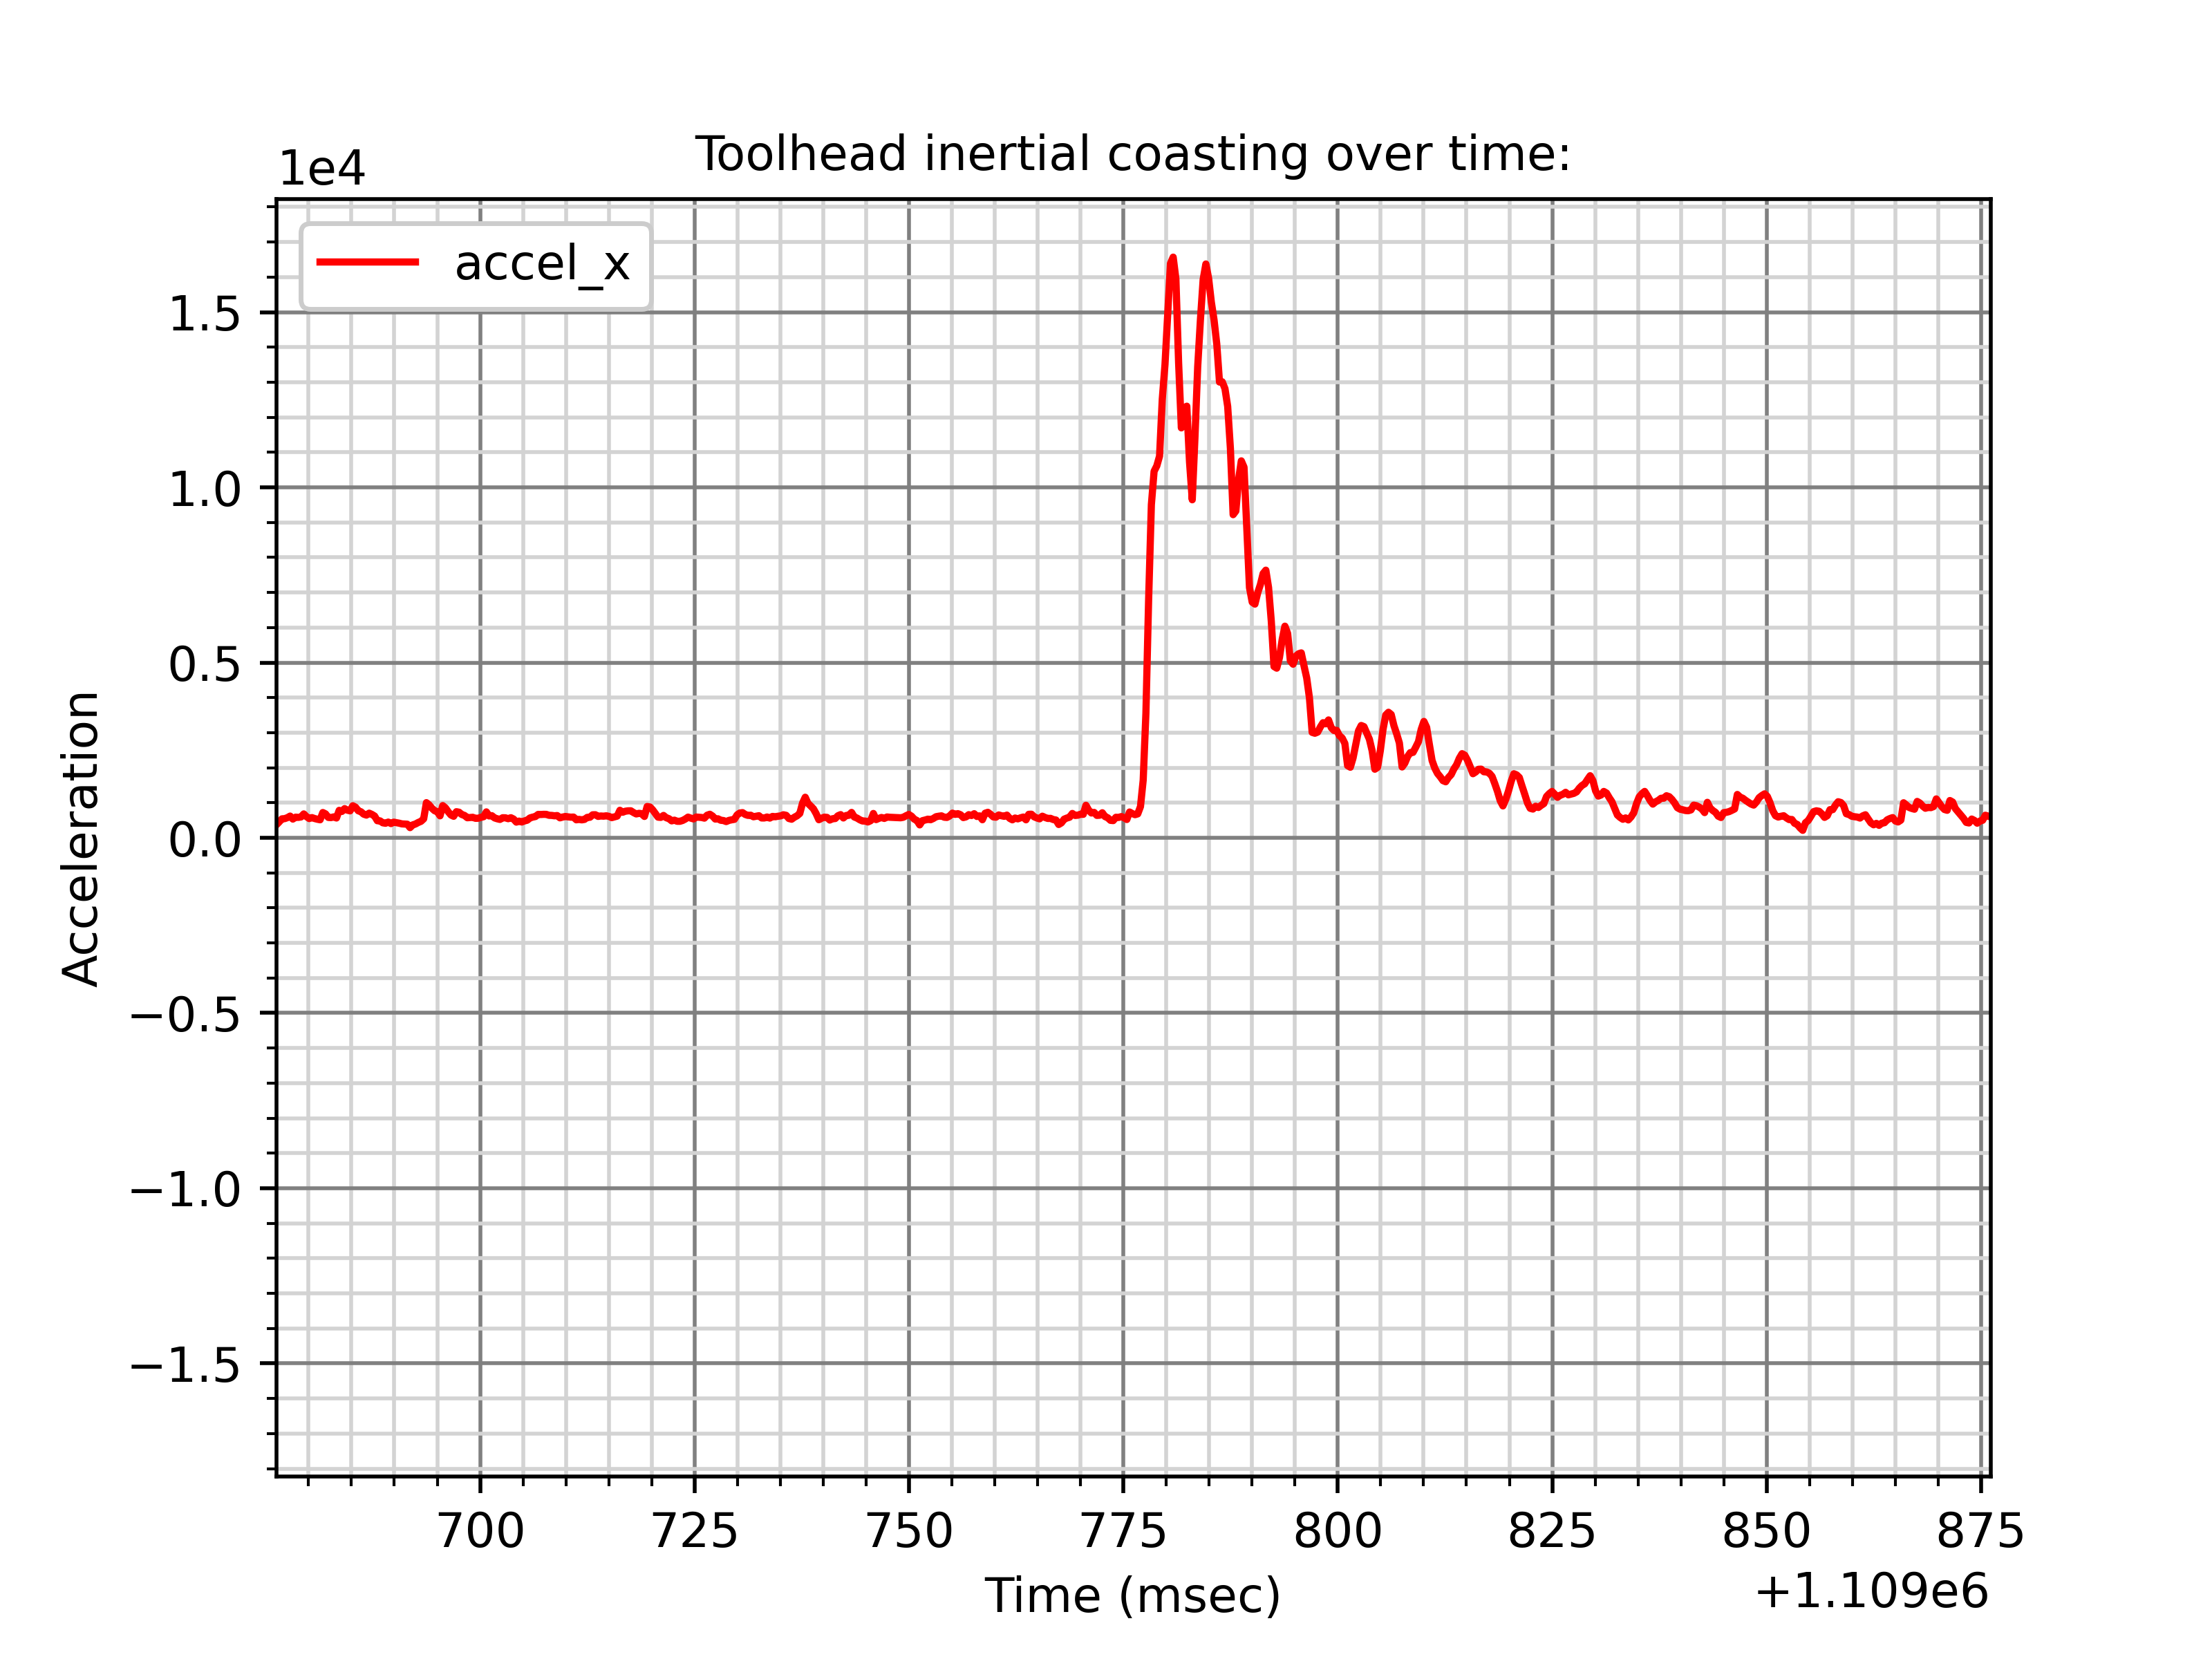 Toolhead inertial coasting over time:
1e4
accel_x
1.5
1.0
0.5
0.0
−0.5
−1.0
−1.5
Acceleration
700 725 750 775 800 825 850 875
Time (msec)
+1.109e6